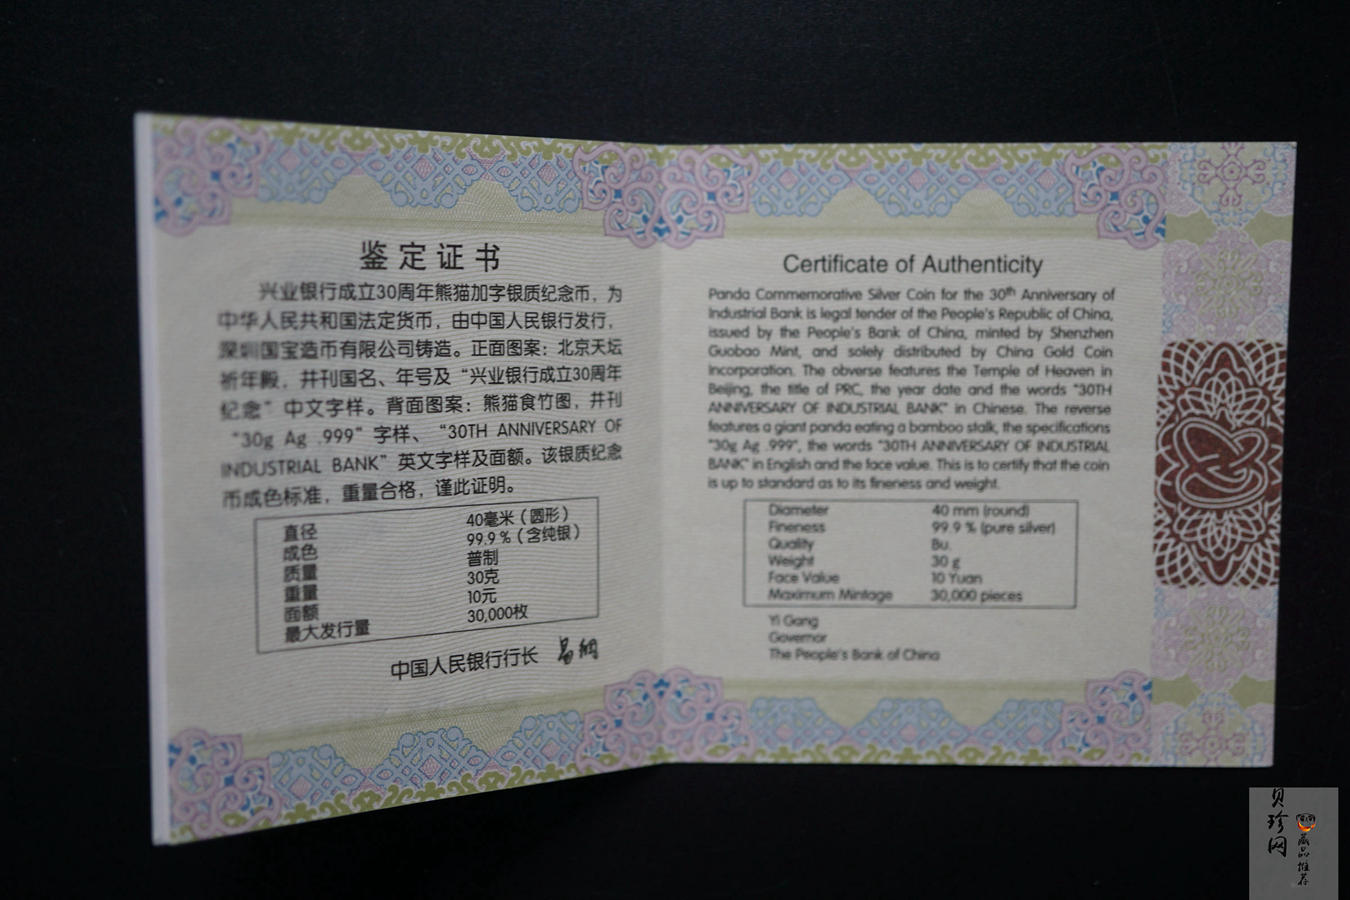 鉴定证书
兴业银行成立30周年熊猫加字银质纪念币，为
中华人民共和国法定货币，由中国人民银行发行，
深圳国宝造币有限公司铸造。正面图案：北京天坛
祈年殿，并刊国名、年号及“兴业银行成立30周年
纪念”中文字样。背面图案：熊猫食竹图，并刊
“30g Ag .999”字样、“30TH ANNIVERSARY OF
INDUSTRIAL BANK”英文字样及面额。该银质纪念
币成色标准，重量合格，谨此证明。
直径 40毫米（圆形）
成色 99.9％（含纯银）
质量 普制
重量 30克
面额 10元
最大发行量 30,000枚
中国人民银行行长 易纲
Certificate of Authenticity
Panda Commemorative Silver Coin for the 30th Anniversary of
Industrial Bank is legal tender of the People's Republic of China,
issued by the People's Bank of China, minted by Shenzhen
Guobao Mint, and solely distributed by China Gold Coin
Incorporation. The obverse features the Temple of Heaven in
Beijing, the title of PRC, the year date and the words "30TH
ANNIVERSARY OF INDUSTRIAL BANK" in Chinese. The reverse
features a giant panda eating a bamboo stalk, the specifications
"30g Ag .999", the words "30TH ANNIVERSARY OF INDUSTRIAL
BANK" in English and the face value. This is to certify that the coin
is up to standard as to its fineness and weight.
Diameter 40 mm (round)
Fineness 99.9 % (pure silver)
Quality Bu.
Weight 30 g
Face Value 10 Yuan
Maximum Mintage 30,000 pieces
Yi Gang
Governor
The People's Bank of China
贝珍网
藏品推荐